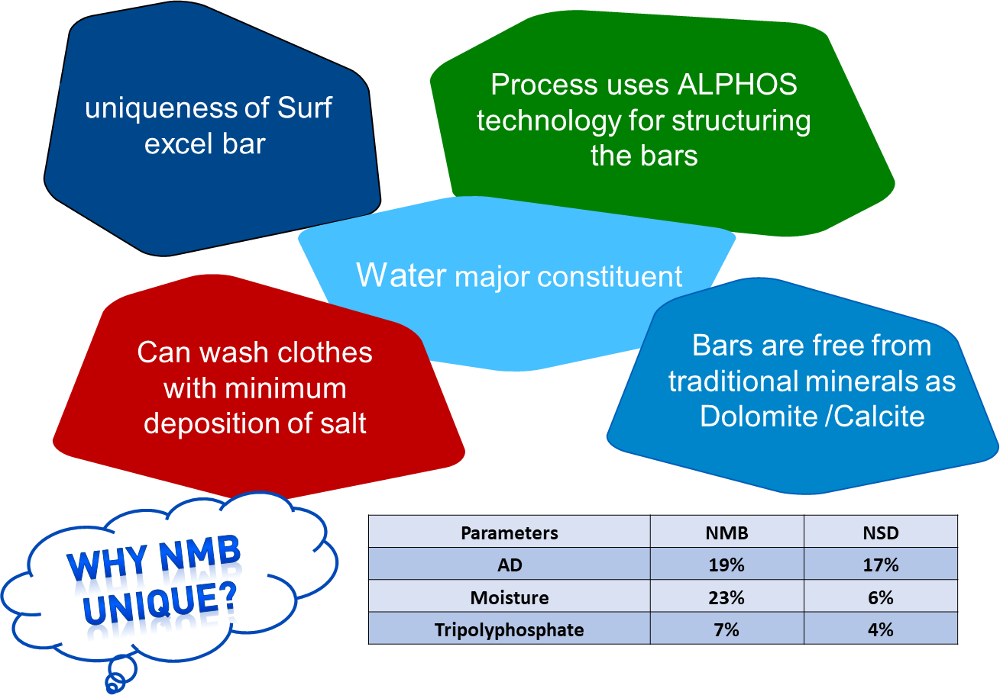 uniqueness of Surf
excel bar
Process uses ALPHOS
technology for structuring
the bars
Water major constituent
Can wash clothes
with minimum
deposition of salt
Bars are free from
traditional minerals as
Dolomite /Calcite
WHY NMB
UNIQUE?
Parameters NMB NSD
AD 19% 17%
Moisture 23% 6%
Tripolyphosphate 7% 4%